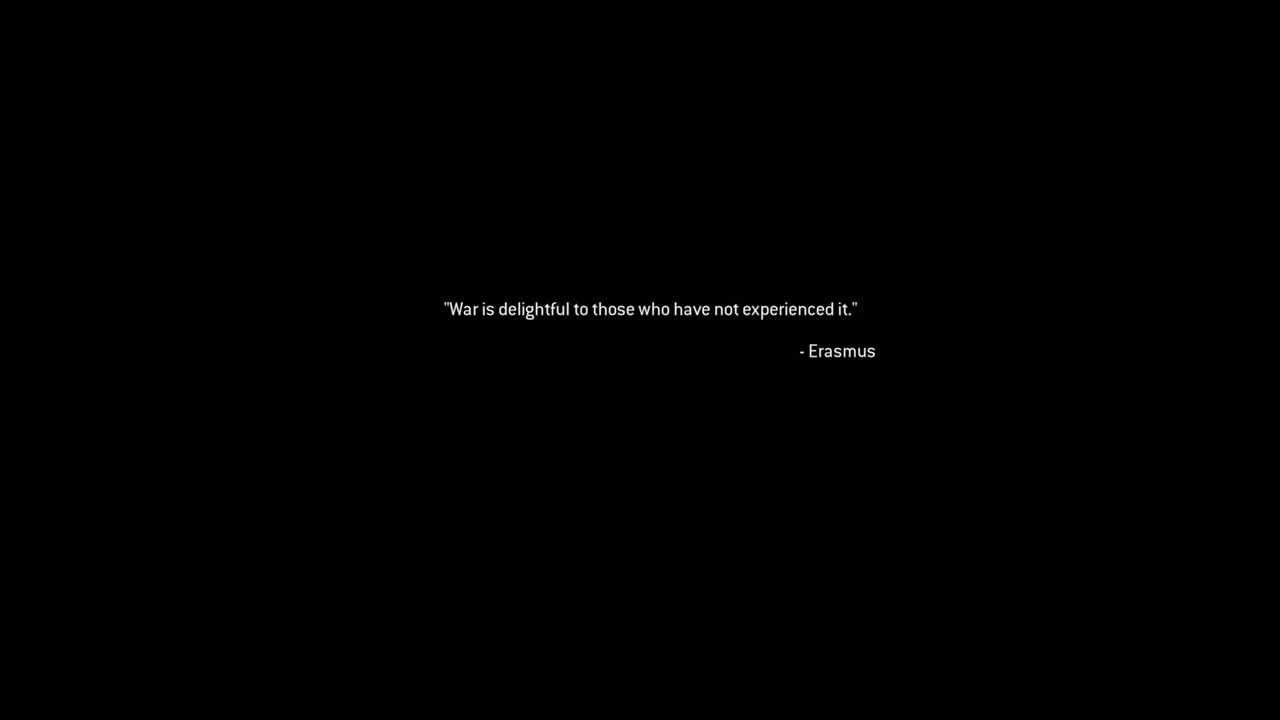 "War is delightful to those who have not experienced it."
- Erasmus